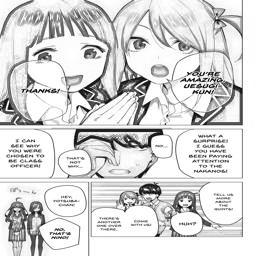 YOU'RE
AMAZING
UESUGI-
KUN!
THANKS!
WHAT A
SURPRISE!
I GUESS
YOU HAVE
BEEN PAYING
ATTENTION
TO THE
NAKANOS!
NO...
THAT'S
NOT
WHY...
I CAN
SEE WHY
YOU WERE
CHOSEN TO
BE CLASS
OFFICER!
TELL US
MORE
ABOUT
THE
QUINTS!
HUH?
COME WITH US!
THERE'S
ANOTHER
ONE OVER
THERE.
HEY,
YOTSUBA-
CHAN!
NO,
THAT'S
NINO!